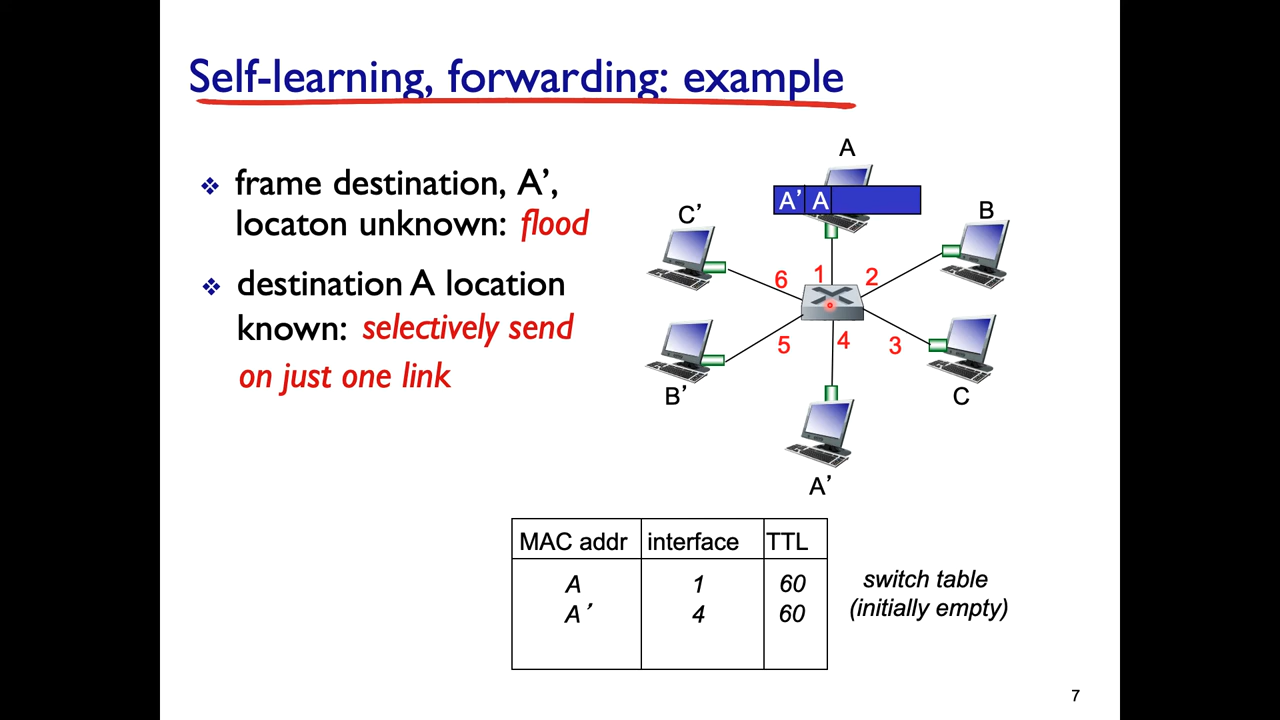 Self-learning, forwarding: example
❖ frame destination, A’,
locaton unknown: flood
❖ destination A location
known: selectively send
on just one link
A
A’ A
C’
B
6
1
2
5
4
3
B’
C
A’
MAC addr interface TTL
A 1 60
A’ 4 60
switch table
(initially empty)
7